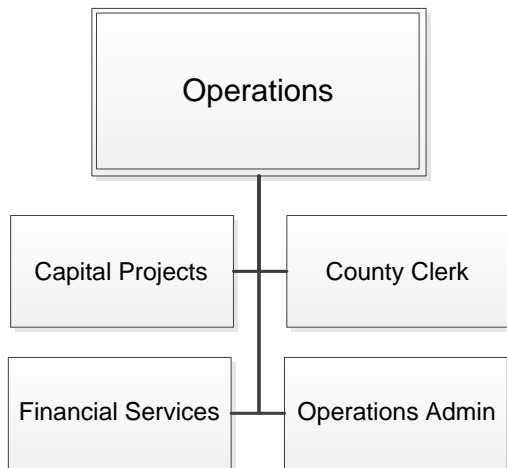 Operations
Capital Projects
County Clerk
Financial Services
Operations Admin